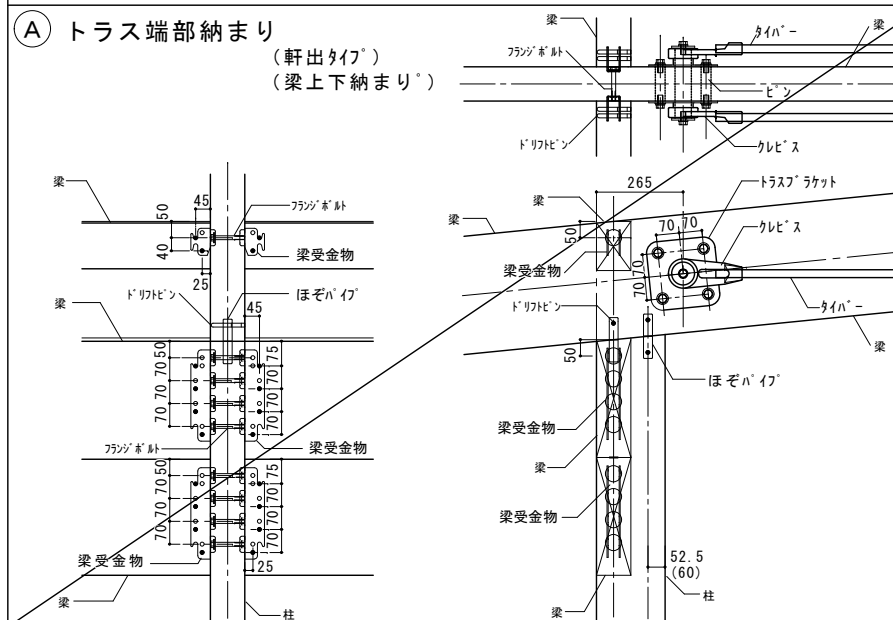 A トラス端部納まり
(軒出ﾀｲﾌﾟ)
(梁上下納まりﾟ)
梁
ﾌﾗﾝｼﾞﾎﾞﾙﾄ
ﾀｲﾊﾞｰ
梁
ﾋﾟﾝ
ﾄﾞﾘﾌﾄﾋﾟﾝ
ｸﾚﾋﾞｽ
梁
45
50
40
25
ﾌﾗﾝｼﾞﾎﾞﾙﾄ
梁受金物
梁
ﾄﾞﾘﾌﾄﾋﾟﾝ
ほぞﾊﾟｲﾌﾟ
45
50
70
70
70
75
70
70
70
ﾌﾗﾝｼﾞﾎﾞﾙﾄ
梁受金物
50
70
70
70
75
70
70
70
梁受金物
25
梁
柱
265
梁
梁
50
70
70
70
70
ﾄﾗｽﾌﾞﾗｹｯﾄ
ｸﾚﾋﾞｽ
梁受金物
ﾄﾞﾘﾌﾄﾋﾟﾝ
ﾀｲﾊﾞｰ
梁
50
ほぞﾊﾟｲﾌﾟ
梁受金物
梁
梁受金物
52.5
(60)
柱
梁